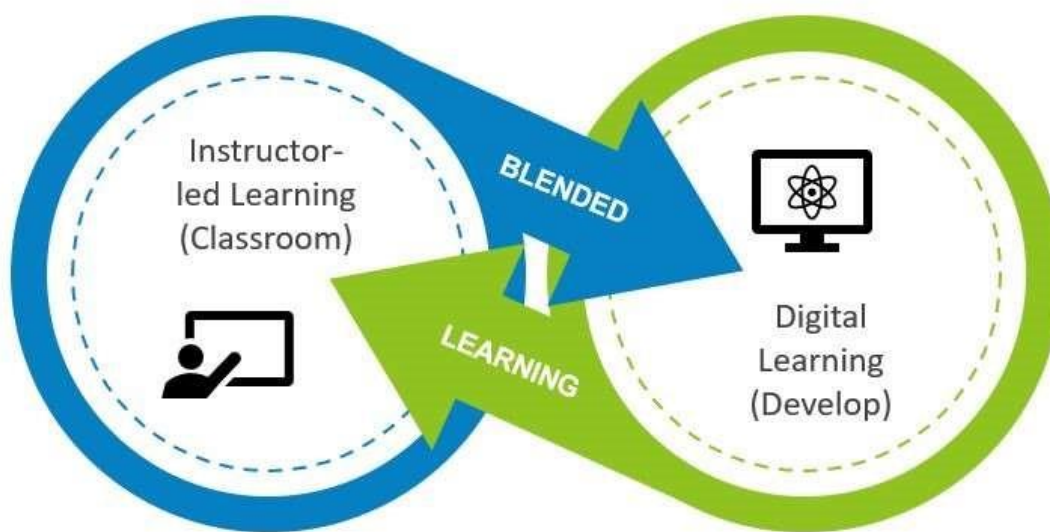 Instructor-
led Learning
(Classroom)
BLENDED
LEARNING
Digital
Learning
(Develop)